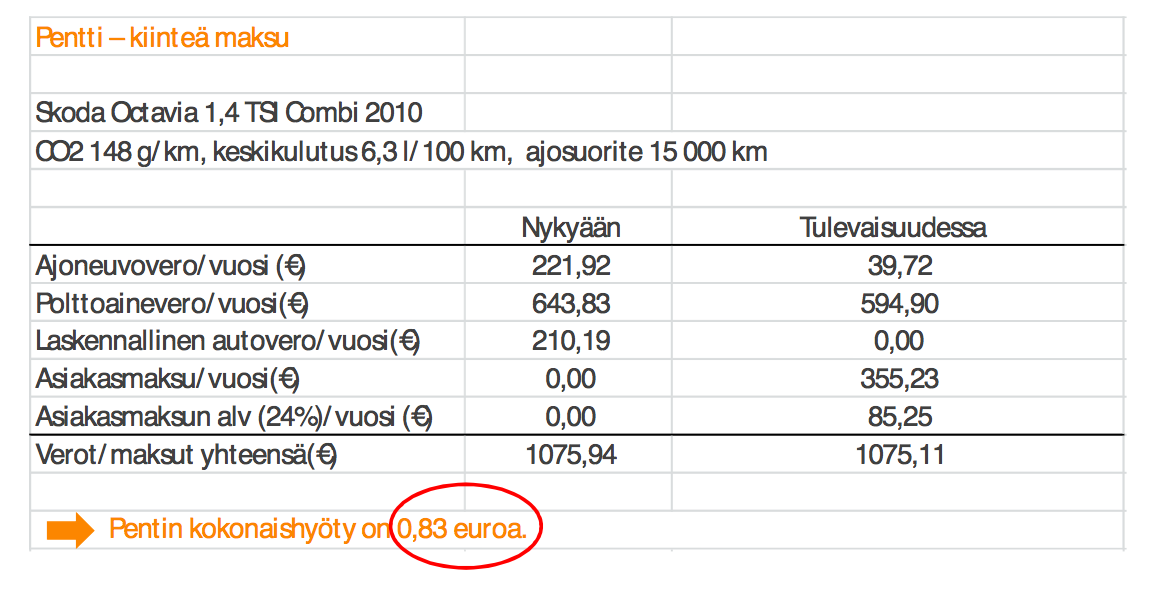 Pentti – kiinteä maksu
Skoda Octavia 1,4 TSI Combi 2010
CO2 148 g/km, keskikulutus 6,3 l/100 km, ajosuorite 15 000 km
Nykyään Tulevaisuudessa
Ajoneuvovero/vuosi (€) 221,92 39,72
Polttoainevero/vuosi(€) 643,83 594,90
Laskennallinen autovero/vuosi(€) 210,19 0,00
Asiakasmaksu/vuosi(€) 0,00 355,23
Asiakasmaksun alv (24%)/vuosi (€) 0,00 85,25
Verot/maksut yhteensä(€) 1075,94 1075,11
Pentin kokonaishyöty on 0,83 euroa.